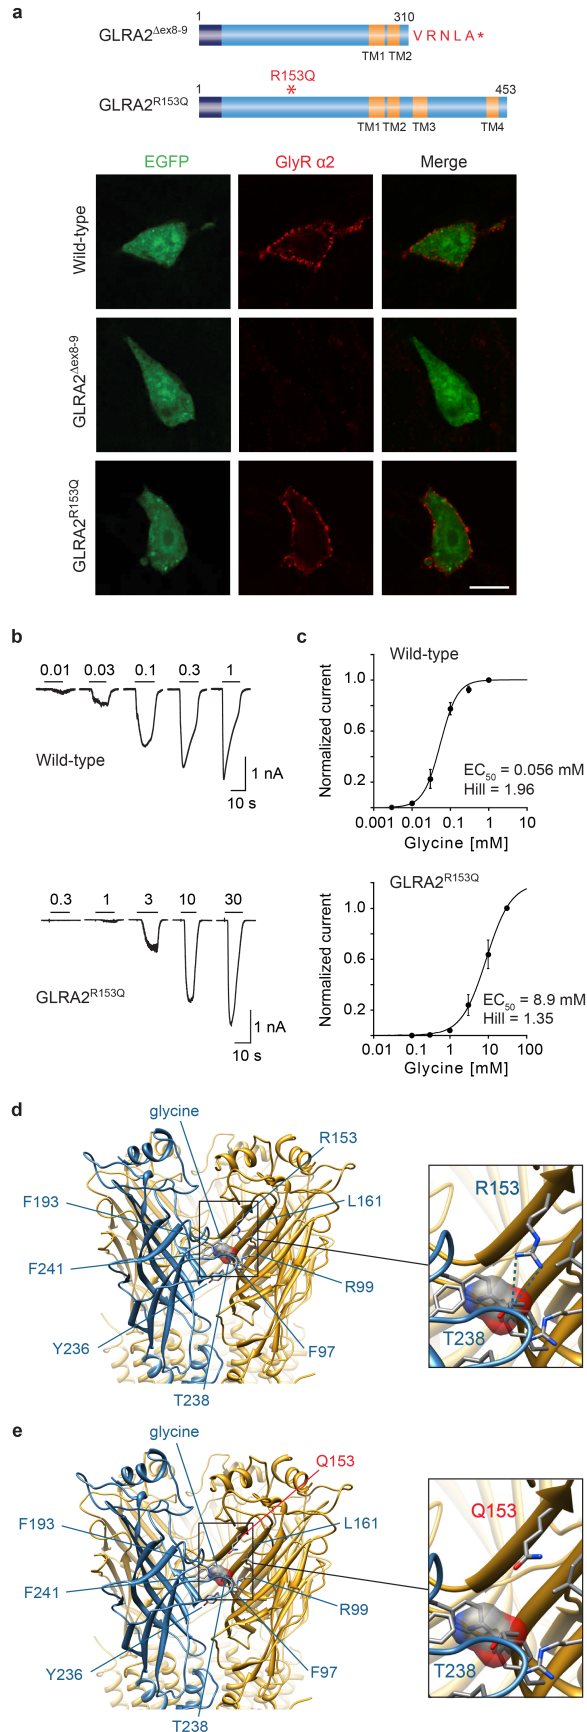 a
1 310
GLRA2Δex8-9 VRNLA*
TM1 TM2
R153Q
1 * 453
GLRA2R153Q
TM1 TM2 TM3 TM4
EGFP GlyR α2 Merge
Wild-type
GLRA2Δex8-9
GLRA2R153Q
b
0.01 0.03 0.1 0.3 1
Wild-type
1 nA
10 s
0.3 1 3 10 30
GLRA2R153Q
1 nA
10 s
c
Wild-type
Normalized current
1.0
0.6
0.2
EC50 = 0.056 mM
Hill = 1.96
0.001 0.01 0.1 1 10
Glycine [mM]
GLRA2R153Q
Normalized current
1.0
0.6
0.2
EC50 = 8.9 mM
Hill = 1.35
0.01 0.1 1 10 100
Glycine [mM]
d
glycine
R153
F193
L161
F241
R99
Y236
F97
T238
R153
T238
e
glycine
Q153
F193
L161
F241
R99
Y236
F97
T238
Q153
T238